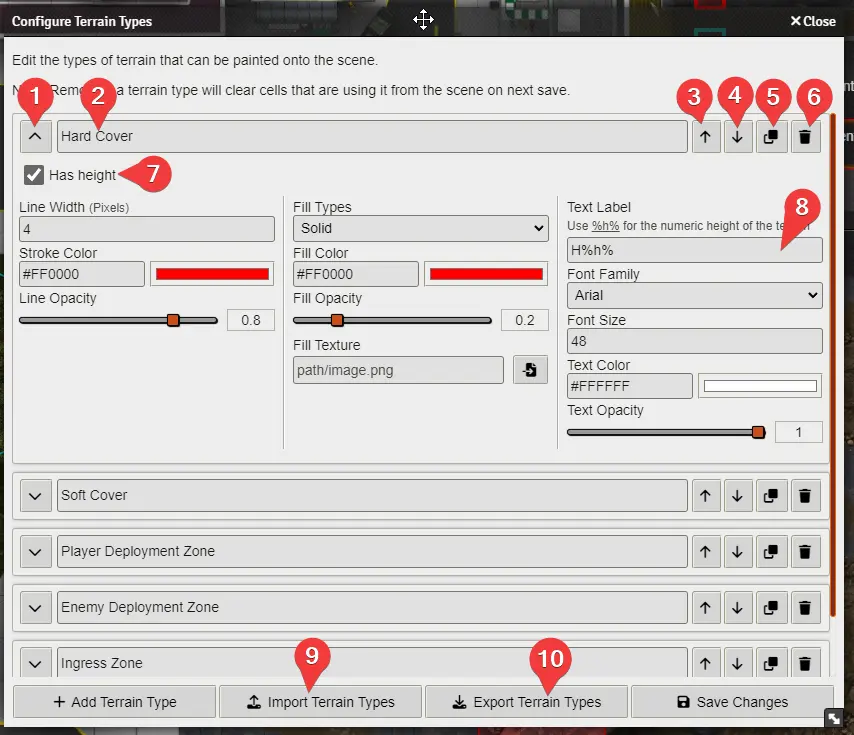 Configure Terrain Types
Close
Edit the types of terrain that can be painted onto the scene.
a terrain type will clear cells that are using it from the scene on next save.
1
2
3
4
5
6
Hard Cover
Has height
7
8
Line Width (Pixels)
4
Stroke Color
#FF0000
Line Opacity
0.8
Fill Types
Solid
Fill Color
#FF0000
Fill Opacity
0.2
Fill Texture
path/image.png
Text Label
Use %h% for the numeric height of the
H%h%
Font Family
Arial
Font Size
48
Text Color
#FFFFFF
Text Opacity
1
Soft Cover
Player Deployment Zone
Enemy Deployment Zone
Ingress Zone
9
10
Add Terrain Type
Import Terrain Types
Export Terrain Types
Save Changes